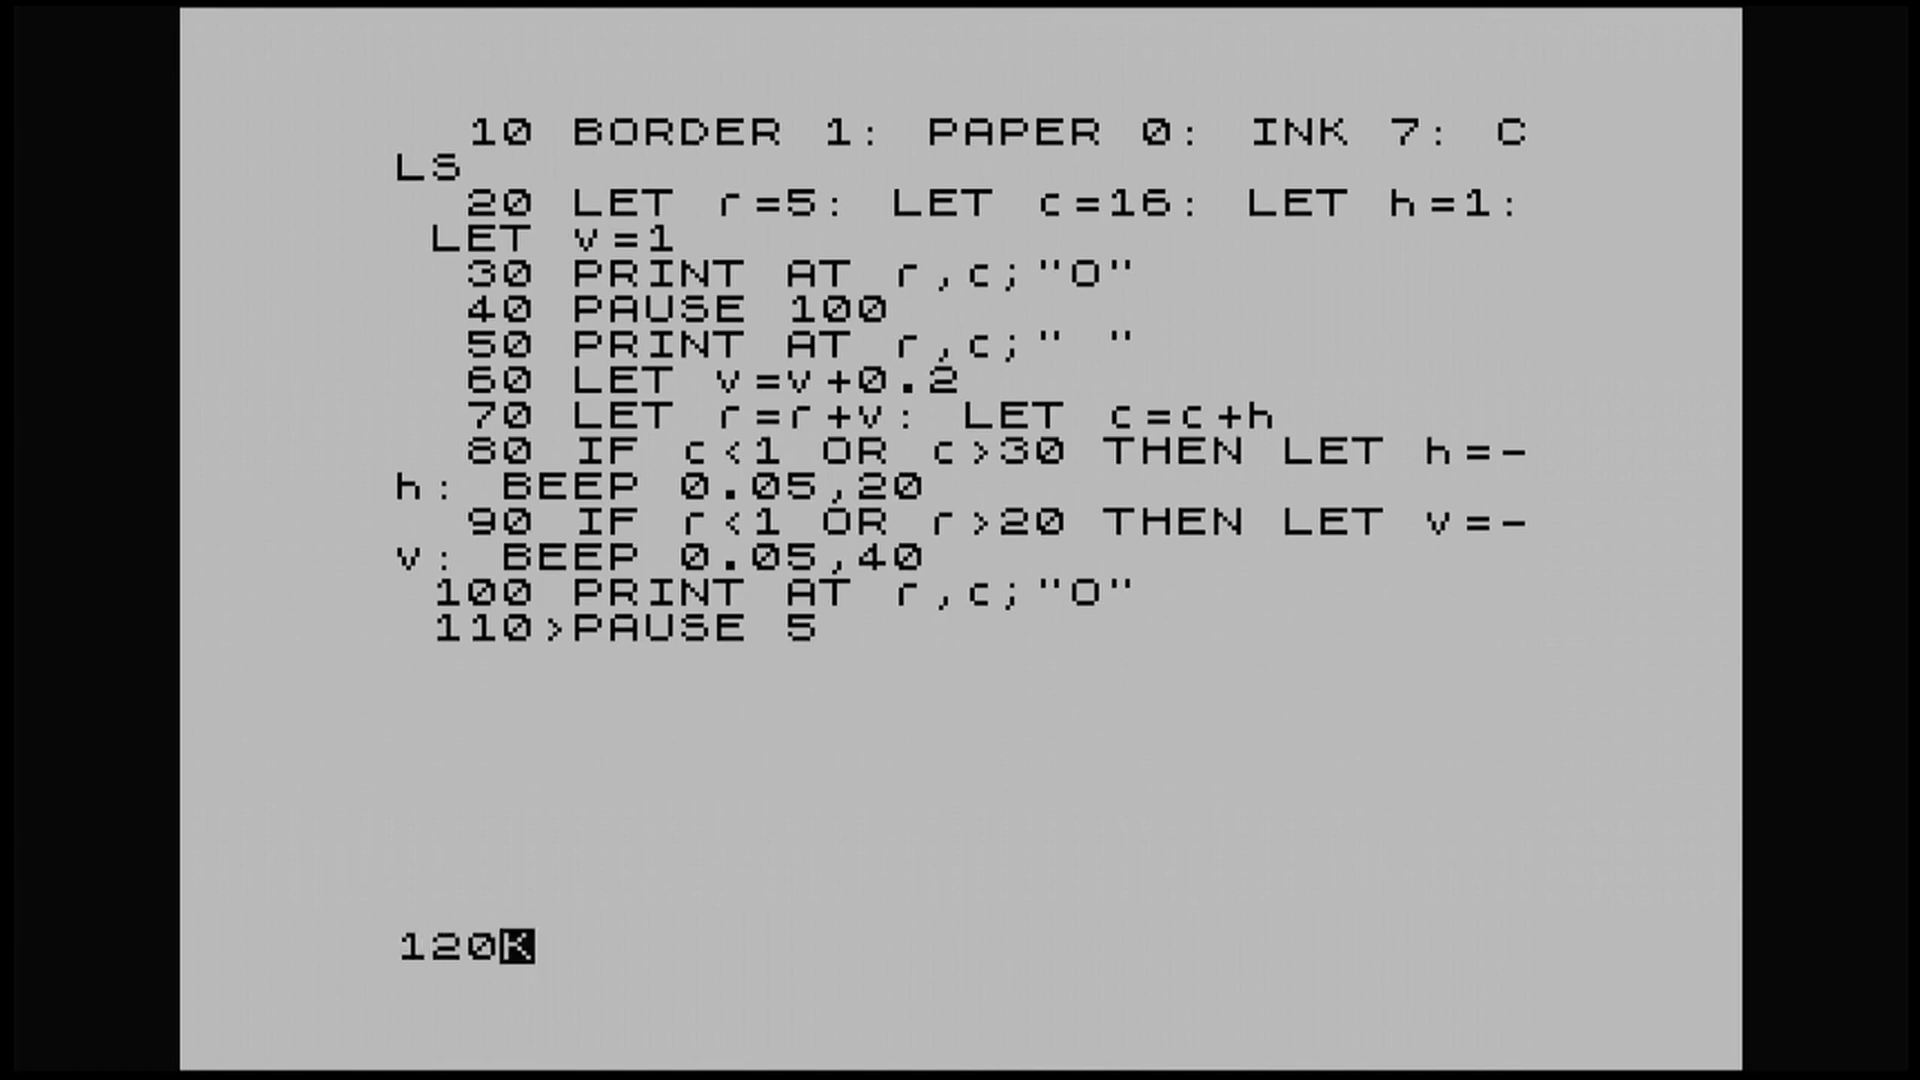 10 BORDER 1: PAPER 0: INK 7: C
LS
20 LET r=5: LET c=16: LET h=1:
LET v=1
30 PRINT AT r,c;"O"
40 PAUSE 100
50 PRINT AT r,c;" "
60 LET v=v+0.2
70 LET r=r+v: LET c=c+h
80 IF c<1 OR c>30 THEN LET h=-
h: BEEP 0.05,20
90 IF r<1 OR r>20 THEN LET v=-
v: BEEP 0.05,40
100 PRINT AT r,c;"O"
110>PAUSE 5
120K